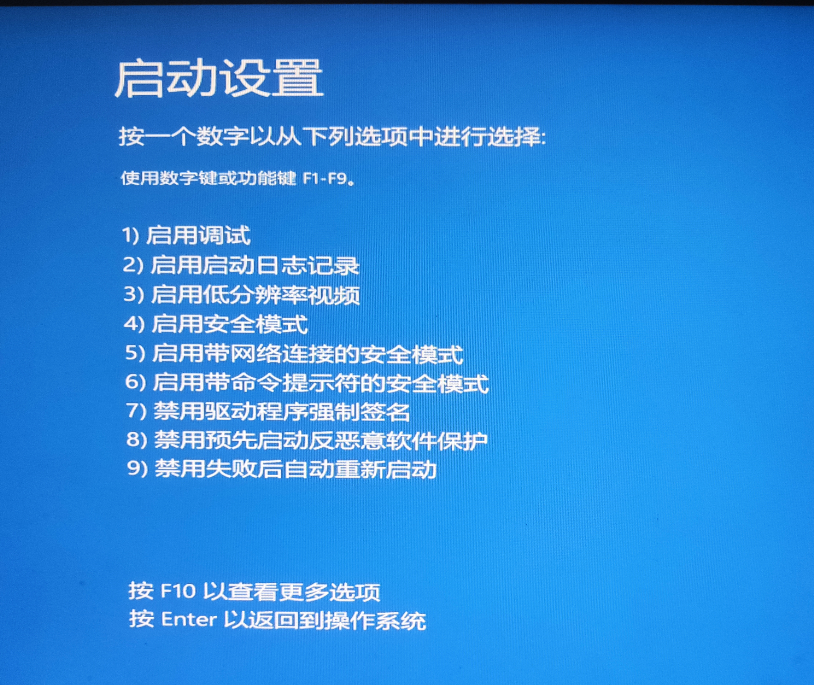 启动设置
按一个数字以从下列选项中进行选择:
使用数字键或功能键 F1-F9。
1) 启用调试
2) 启用启动日志记录
3) 启用低分辨率视频
4) 启用安全模式
5) 启用带网络连接的安全模式
6) 启用带命令提示符的安全模式
7) 禁用驱动程序强制签名
8) 禁用预先启动反恶意软件保护
9) 禁用失败后自动重新启动
按 F10 以查看更多选项
按 Enter 以返回到操作系统